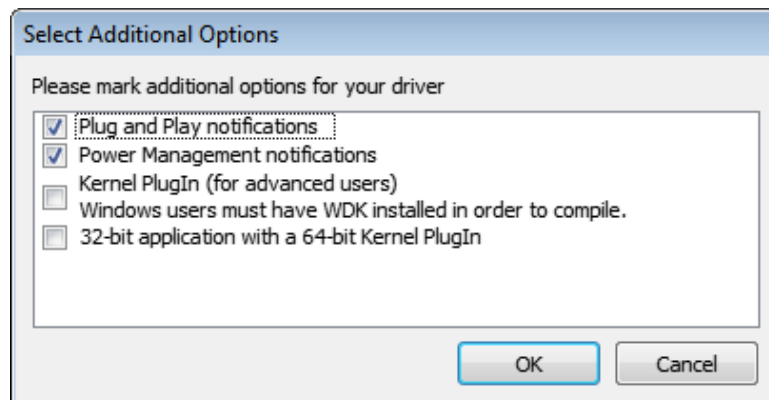 Select Additional Options
Please mark additional options for your driver
Plug and Play notifications
Power Management notifications
Kernel PlugIn (for advanced users)
Windows users must have WDK installed in order to compile.
32-bit application with a 64-bit Kernel PlugIn
OK Cancel